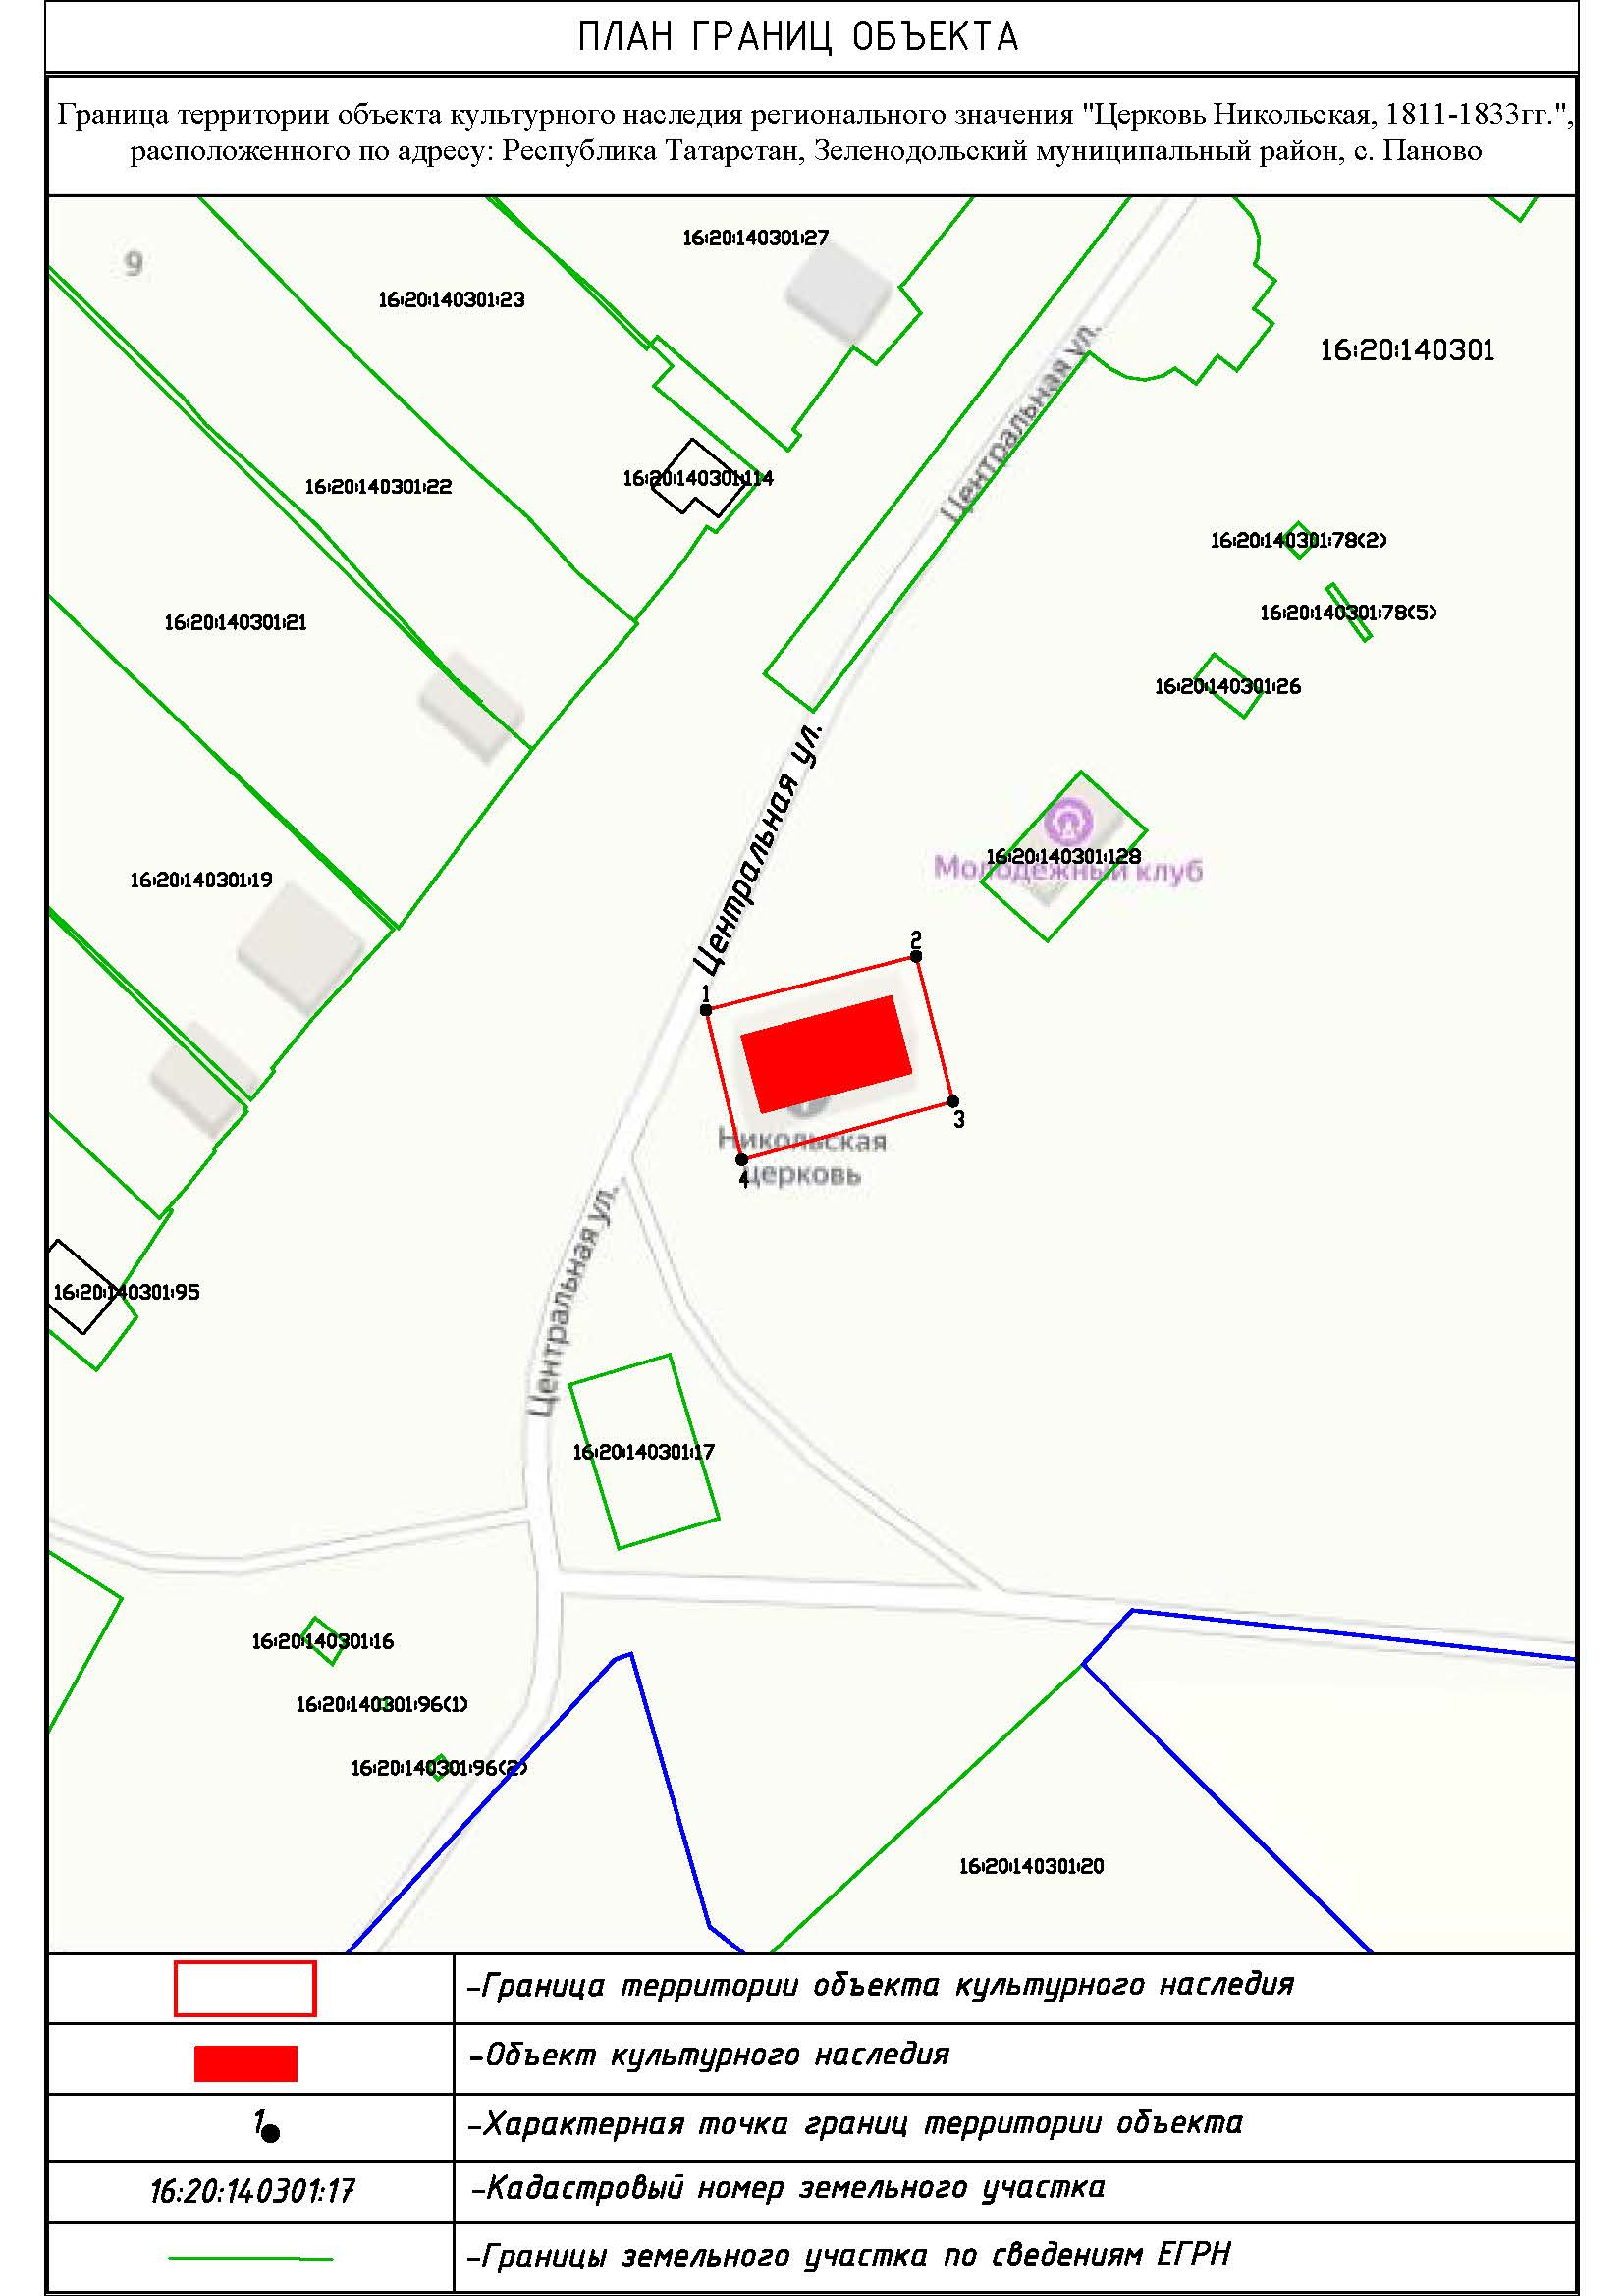 ПЛАН ГРАНИЦ ОБЪЕКТА
Граница территории объекта культурного наследия регионального значения "Церковь Никольская, 1811-1833гг.",
расположенного по адресу: Республика Татарстан, Зеленодольский муниципальный район, с. Паново
16:20:140301:27
9
16:20:140301:23
Центральная ул.
16:20:140301
16:20:140301:114
16:20:140301:22
16:20:140301:78(2)
16:20:140301:78(5)
16:20:140301:21
16:20:140301:26
Центральная ул.
16:20:140301:128
Молодёжный клуб
16:20:140301:19
2
1
3
Никольская
церковь
4
Центральная ул.
16:20:140301:95
16:20:140301:17
16:20:140301:16
16:20:140301:96(1)
16:20:140301:96(2)
16:20:140301:20
-Граница территории объекта культурного наследия
-Объект культурного наследия
1
-Характерная точка границ территории объекта
16:20:140301:17
-Кадастровый номер земельного участка
-Границы земельного участка по сведениям ЕГРН